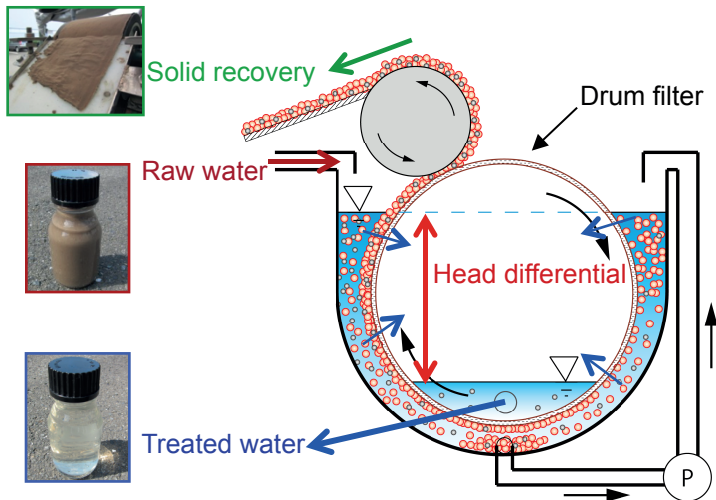 Solid recovery
Drum filter
Raw water
Head differential
Treated water
P